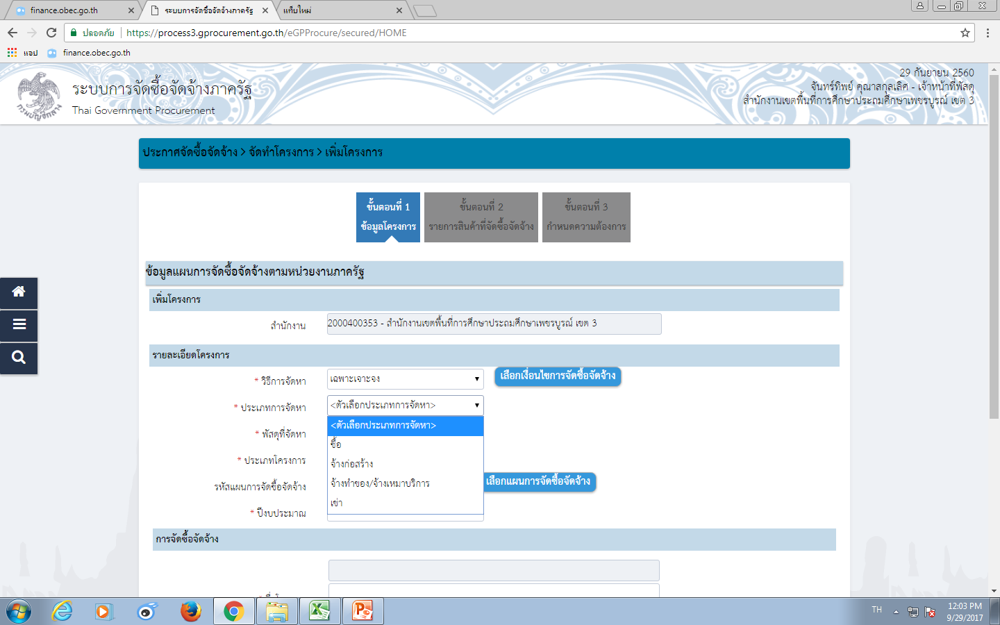 finance.obec.go.th
ระบบการจัดซื้อจัดจ้างภาครัฐ
แท็บใหม่
ปลอดภัย
https://process3.gprocurement.go.th/eGPProcure/secured/HOME
แอป
finance.obec.go.th
กรมบัญชีกลาง
ระบบการจัดซื้อจัดจ้างภาครัฐ
Thai Government Procurement
29 กันยายน 2560
จันทร์ทิพย์ คุณาสกุลเลิศ - เจ้าหน้าที่พัสดุ
สำนักงานเขตพื้นที่การศึกษาประถมศึกษาเพชรบูรณ์ เขต 3
ประกาศจัดซื้อจัดจ้าง > จัดทำโครงการ > เพิ่มโครงการ
ขั้นตอนที่ 1
ข้อมูลโครงการ
ขั้นตอนที่ 2
รายการสินค้าที่จัดซื้อจัดจ้าง
ขั้นตอนที่ 3
กำหนดความต้องการ
ข้อมูลแผนการจัดซื้อจัดจ้างตามหน่วยงานภาครัฐ
เพิ่มโครงการ
สำนักงาน
2000400353 - สำนักงานเขตพื้นที่การศึกษาประถมศึกษาเพชรบูรณ์ เขต 3
รายละเอียดโครงการ
* วิธีการจัดหา
เฉพาะเจาะจง
เลือกเงื่อนไขการจัดซื้อจัดจ้าง
* ประเภทการจัดหา
<ตัวเลือกประเภทการจัดหา>
<ตัวเลือกประเภทการจัดหา>
* พัสดุที่จัดหา
ซื้อ
* ประเภทโครงการ
จ้างก่อสร้าง
รหัสแผนการจัดซื้อจัดจ้าง
จ้างทำของ/จ้างเหมาบริการ
เลือกแผนการจัดซื้อจัดจ้าง
เช่า
* ปีงบประมาณ
การจัดซื้อจัดจ้าง
TH
12:03 PM
9/29/2017